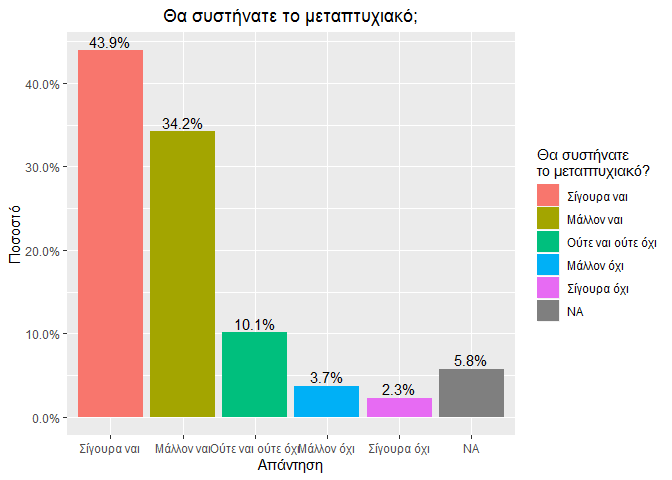 Θα συστήνατε το μεταπτυχιακό;
43.9%
34.2%
10.1%
3.7%
2.3%
5.8%
40.0%
30.0%
20.0%
10.0%
0.0%
Ποσοστό
Σίγουρα ναι
Μάλλον ναι
Ούτε ναι ούτε όχι
Μάλλον όχι
Σίγουρα όχι
NA
Απάντηση
Θα συστήνατε
το μεταπτυχιακό?
Σίγουρα ναι
Μάλλον ναι
Ούτε ναι ούτε όχι
Μάλλον όχι
Σίγουρα όχι
NA